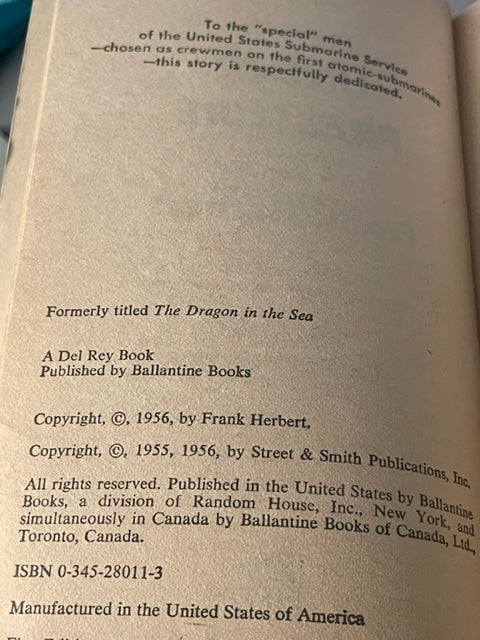 To the "special" men
of the United States Submarine Service
—chosen as crewmen on the first atomic-submarines
—this story is respectfully dedicated.
Formerly titled The Dragon in the Sea
A Del Rey Book
Published by Ballantine Books
Copyright, ©, 1956, by Frank Herbert,
Copyright, ©, 1955, 1956, by Street & Smith Publications, Inc.
All rights reserved. Published in the United States by Ballantine
Books, a division of Random House, Inc., New York, and
simultaneously in Canada by Ballantine Books of Canada, Ltd.,
Toronto, Canada.
ISBN 0-345-28011-3
Manufactured in the United States of America